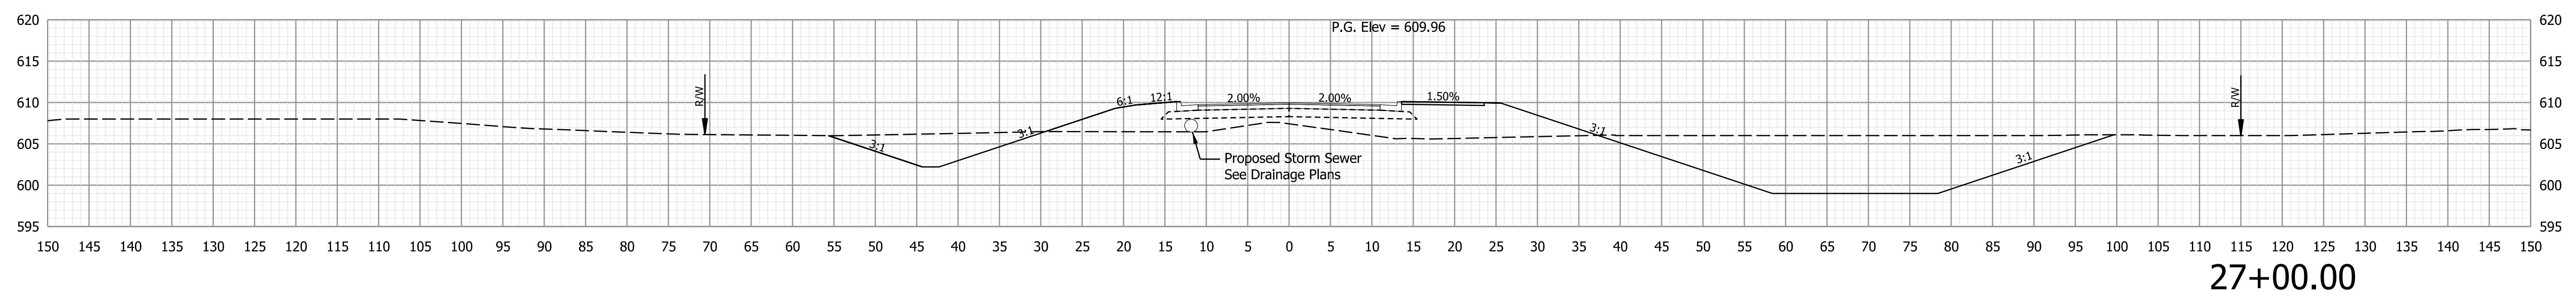 P.G. Elev = 609.96
620 620
615 615
R/W R/W
610 6:1 12:1 2.00% 2.00% 1.50% 610
605 3:1 3:1 3:1 3:1 605
Proposed Storm Sewer
See Drainage Plans
600 600
595 595
150 145 140 135 130 125 120 115 110 105 100 95 90 85 80 75 70 65 60 55 50 45 40 35 30 25 20 15 10 5 0 5 10 15 20 25 30 35 40 45 50 55 60 65 70 75 80 85 90 95 100 105 110 115 120 125 130 135 140 145 150
27+00.00